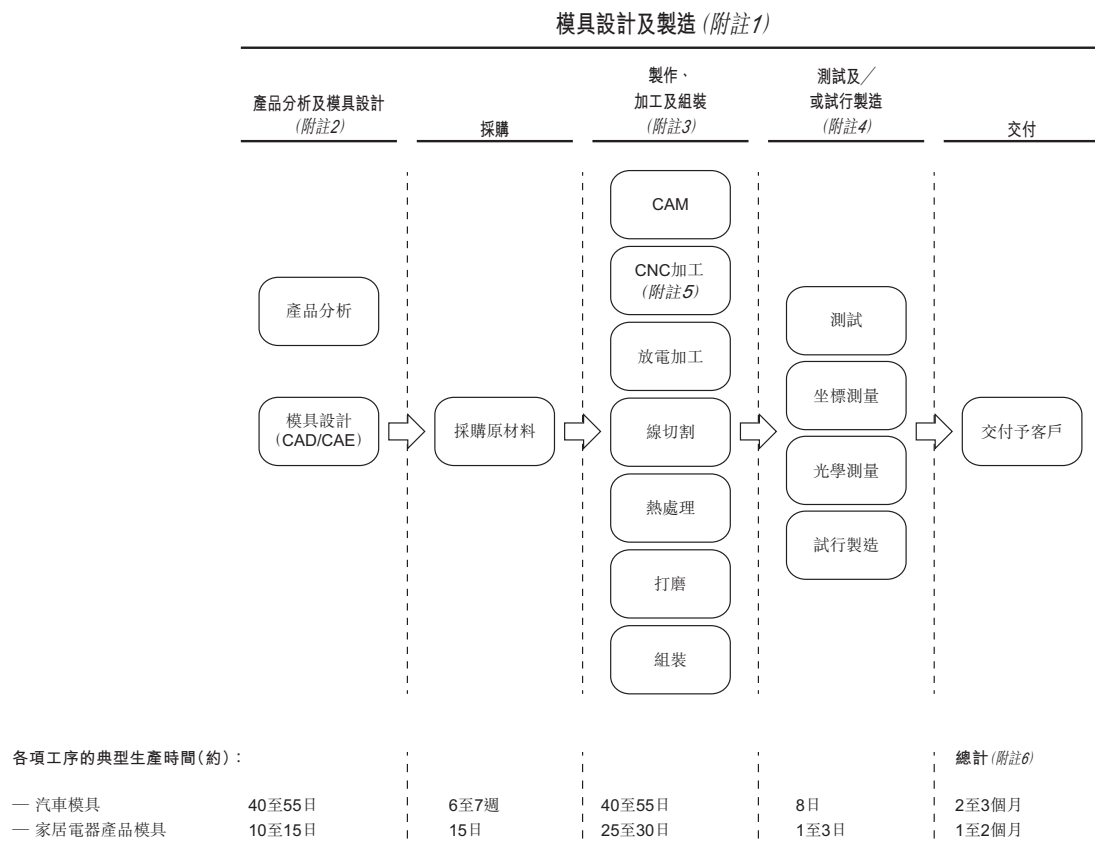 模具設計及製造(附註1)
產品分析及模具設計
(附註2)
採購
製作、
加工及組裝
(附註3)
測試及╱
或試行製造
(附註4)
交付
產品分析
模具設計
(CAD/CAE)
採購原材料
CAM
CNC加工
(附註5)
放電加工
線切割
熱處理
打磨
組裝
測試
坐標測量
光學測量
試行製造
交付予客戶
各項工序的典型生產時間(約):
總計(附註6)
— 汽車模具 40至55日 6至7週 40至55日 8日 2至3個月
— 家居電器產品模具 10至15日 15日 25至30日 1至3日 1至2個月